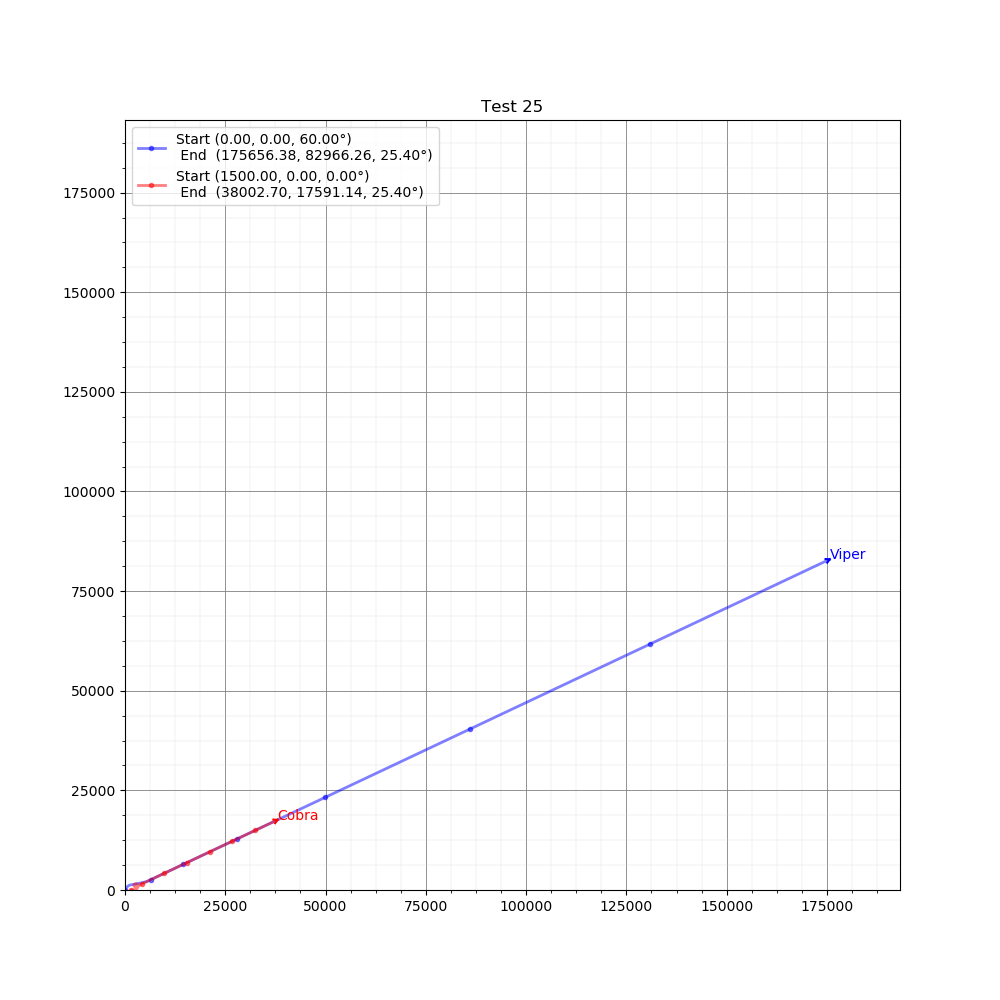 Test 25
Start (0.00, 0.00, 60.00°)
End (175656.38, 82966.26, 25.40°)
Start (1500.00, 0.00, 0.00°)
End (38002.70, 17591.14, 25.40°)
175000
150000
125000
100000
75000
50000
25000
0
Viper
Cobra
0 25000 50000 75000 100000 125000 150000 175000